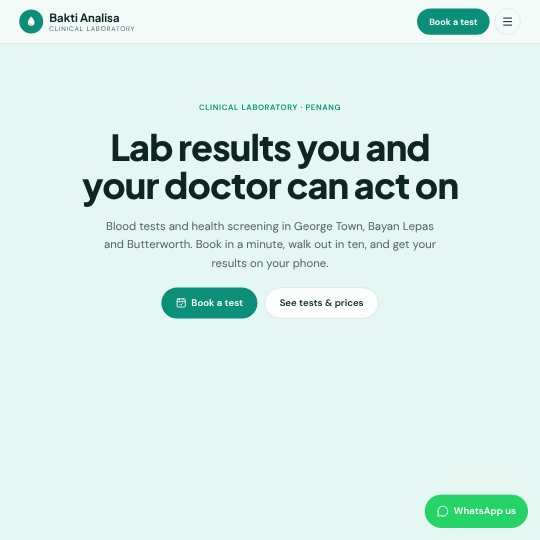 Bakti Analisa
CLINICAL LABORATORY
Book a test
CLINICAL LABORATORY · PENANG
Lab results you and
your doctor can act on
Blood tests and health screening in George Town, Bayan Lepas
and Butterworth. Book in a minute, walk out in ten, and get your
results on your phone.
Book a test
See tests & prices
WhatsApp us